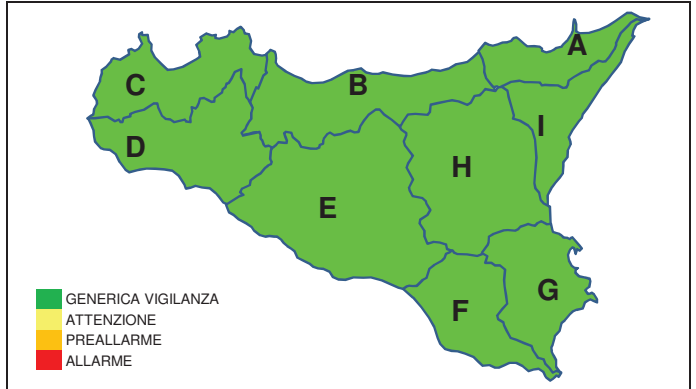 A
C
B
I
D
H
E
G
F
GENERICA VIGILANZA
ATTENZIONE
PREALLARME
ALLARME